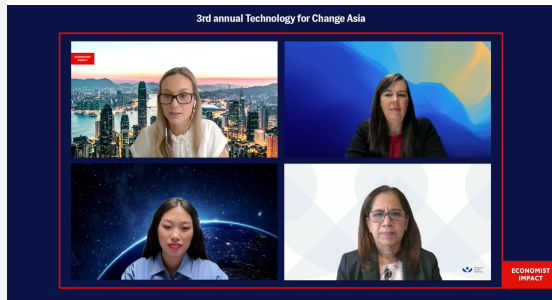 3rd annual Technology for Change Asia
ECONOMIST
IMPACT
ECONOMIST
IMPACT